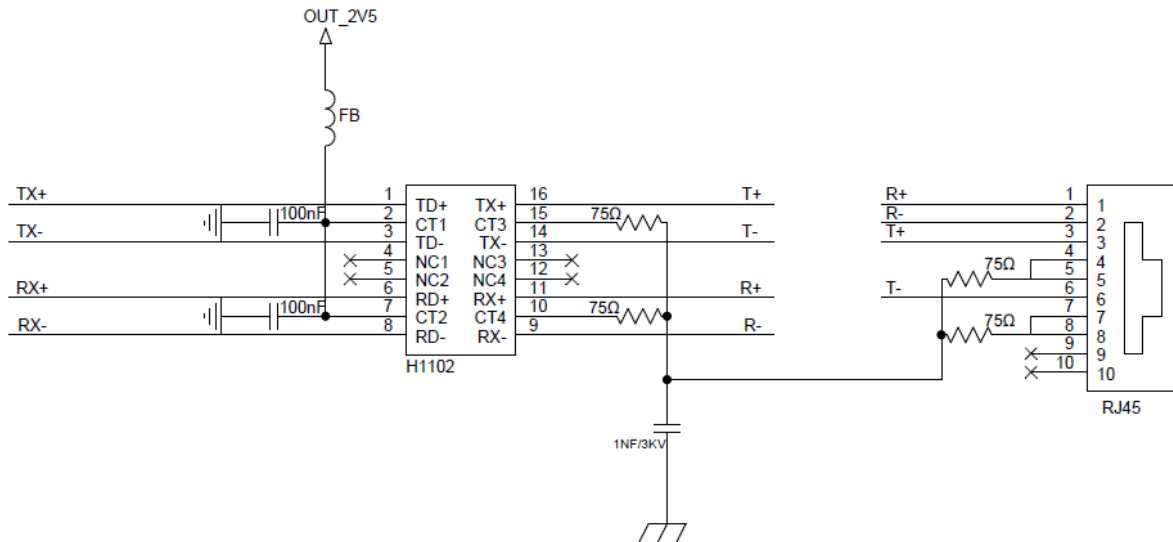 OUT_2V5
FB
TX+ 1 TD+ TX+ 16 T+ R+ 1 1
100nF 2 CT1 CT3 15 75Ω R- 2 2
TX- 3 TD- TX- 14 T- T+ 3 3
4 NC1 NC3 13 4 4
5 NC2 NC4 12 75Ω 5 5
RX+ 6 RD+ RX+ 11 R+ T- 6 6
100nF 7 CT2 CT4 10 75Ω 7 7
RX- 8 RD- RX- 9 R- 75Ω 8 8
9 9
10 10
H1102
RJ45
1NF/3KV